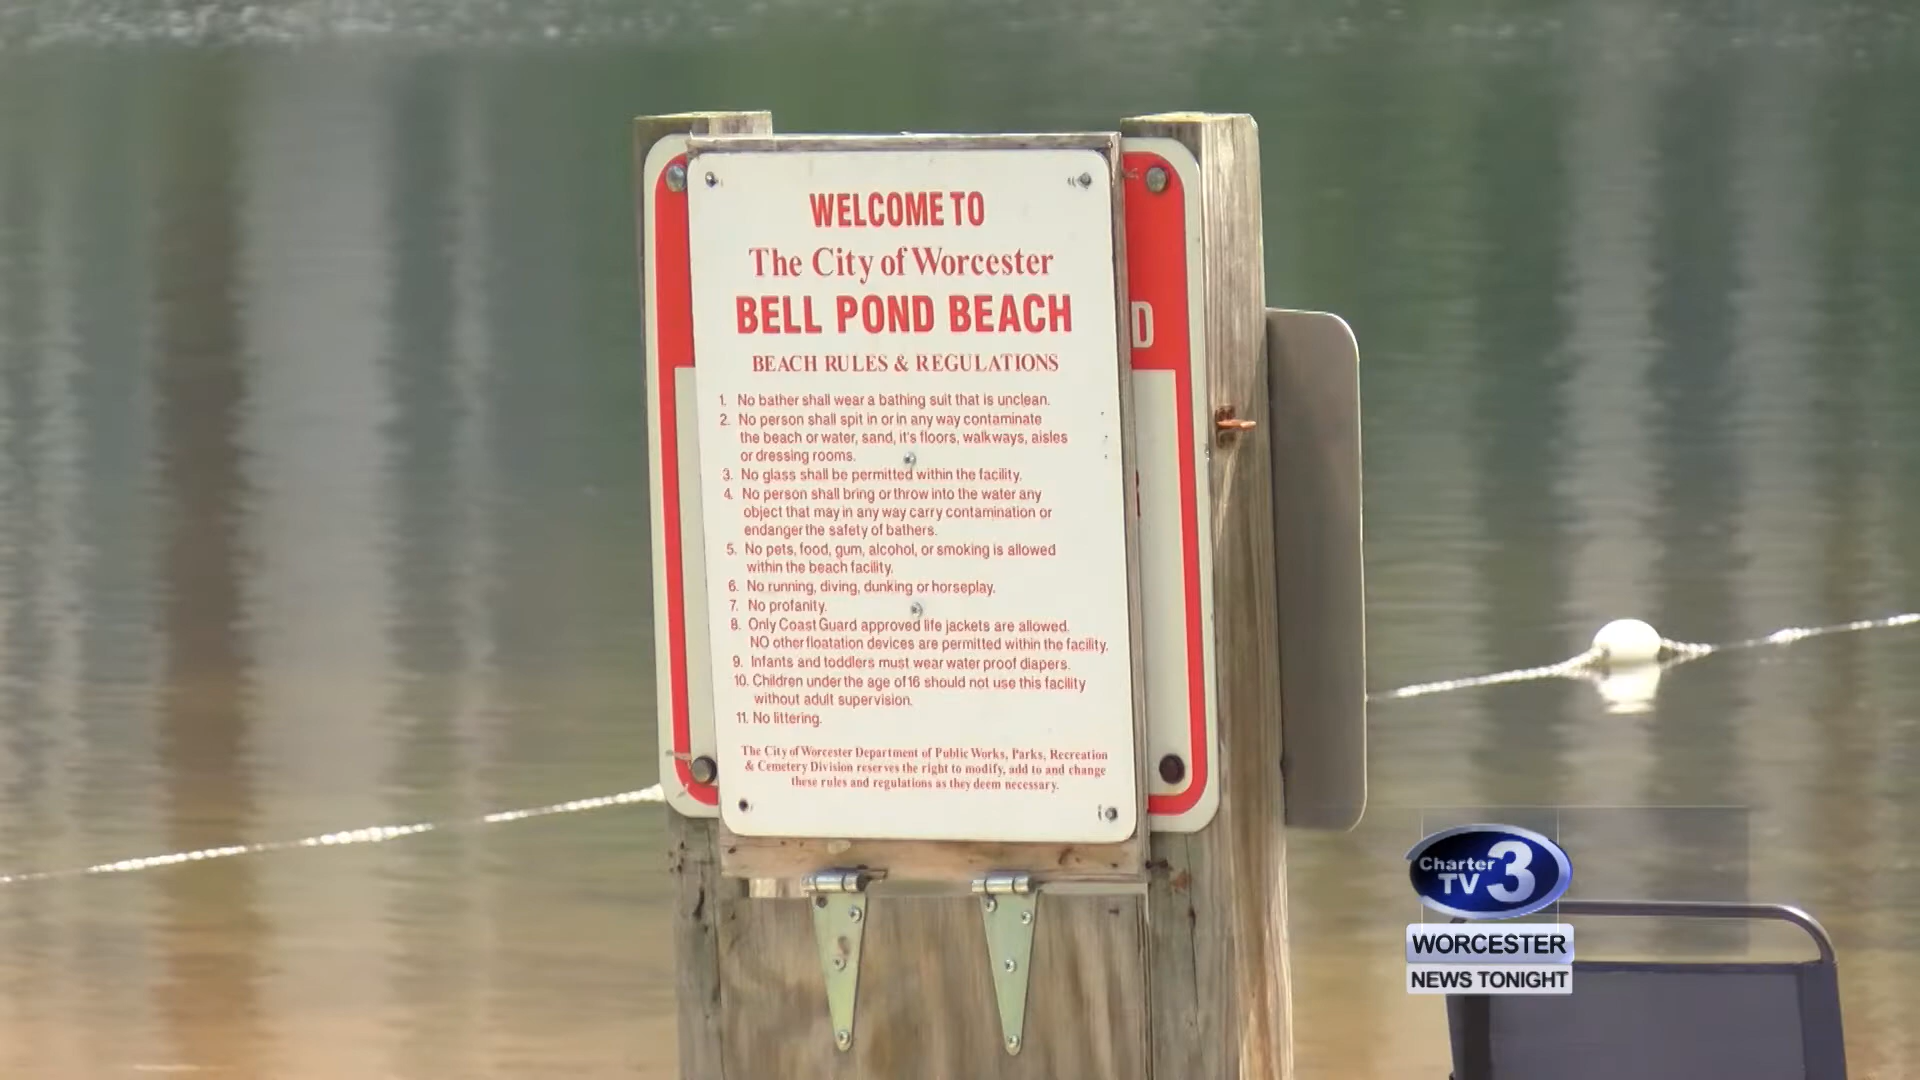 WELCOME TO
The City of Worcester
BELL POND BEACH
BEACH RULES & REGULATIONS
1. No bather shall wear a bathing suit that is unclean.
2. No person shall spit in or in any way contaminate
the beach or water, sand, it's floors, walkways, aisles
or dressing rooms.
3. No glass shall be permitted within the facility.
4. No person shall bring or throw into the water any
object that may in any way carry contamination or
endanger the safety of bathers.
5. No pets, food, gum, alcohol, or smoking is allowed
within the beach facility.
6. No running, diving, dunking or horseplay.
7. No profanity.
8. Only Coast Guard approved life jackets are allowed.
NO other floatation devices are permitted within the facility.
9. Infants and toddlers must wear water proof diapers.
10. Children under the age of 16 should not use this facility
without adult supervision.
11. No littering.
The City of Worcester Department of Public Works, Parks, Recreation
& Cemetery Division reserves the right to modify, add to and change
these rules and regulations as they deem necessary.
D
Charter
TV 3
WORCESTER
NEWS TONIGHT